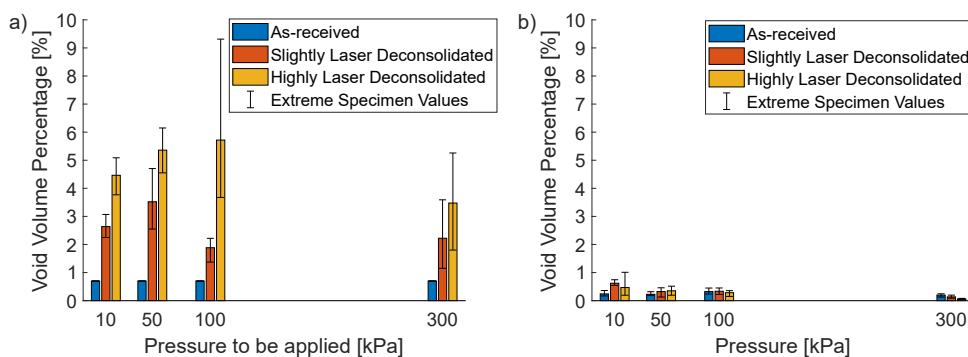 a)
Void Volume Percentage [%]
10
9
8
7
6
5
4
3
2
1
0
As-received
Slightly Laser Deconsolidated
Highly Laser Deconsolidated
Extreme Specimen Values
10 50 100 300
Pressure to be applied [kPa]
b)
Void Volume Percentage [%]
10
9
8
7
6
5
4
3
2
1
0
As-received
Slightly Laser Deconsolidated
Highly Laser Deconsolidated
Extreme Specimen Values
10 50 100 300
Pressure [kPa]